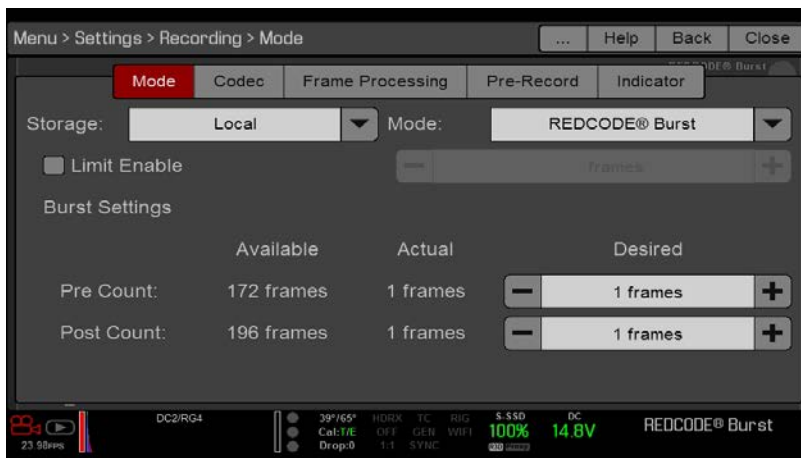 Menu > Settings > Recording > Mode ... Help Back Close
Mode Codec Frame Processing Pre-Record Indicator
Storage: Local Mode: REDCODE® Burst
Limit Enable frames
Burst Settings
Available Actual Desired
Pre Count: 172 frames 1 frames 1 frames
Post Count: 196 frames 1 frames 1 frames
DC2/RG4 39°/65° HDRX TC RIG S-SSD DC
Cal:T/E OFF GEN WIFI 100% 14.8V REDCODE® Burst
23.98FPS Drop:0 1:1 SYNC